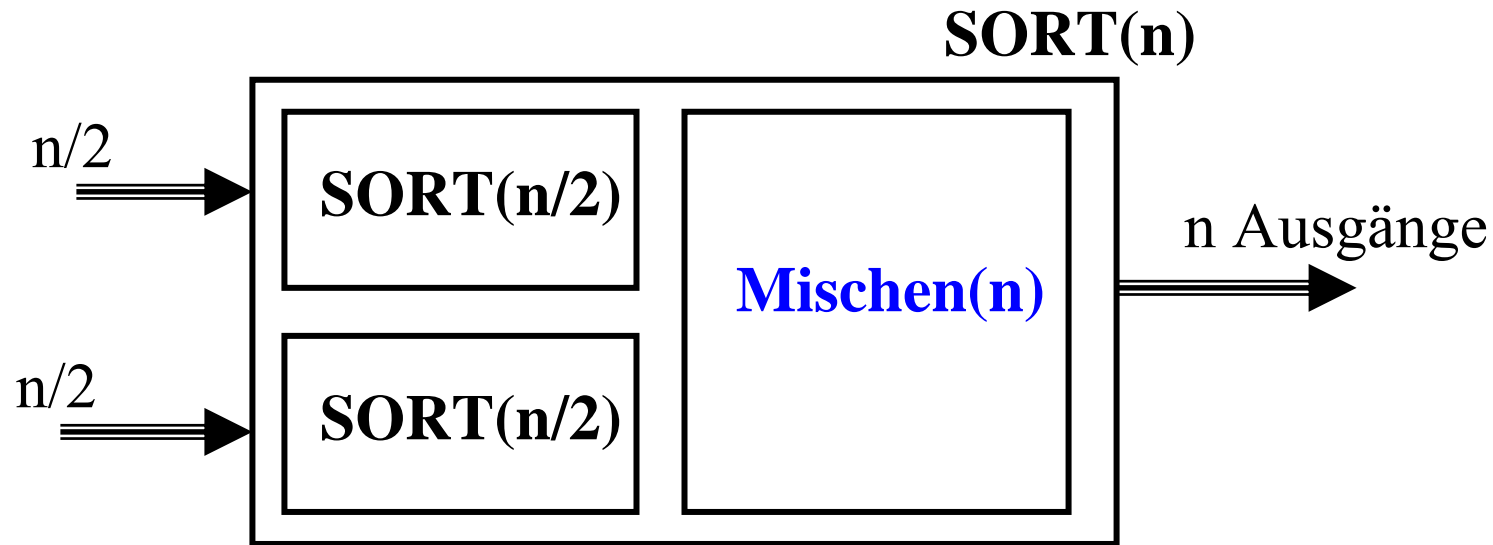 SORT(n)
n/2
SORT(n/2)
n Ausgänge
Mischen(n)
n/2
SORT(n/2)